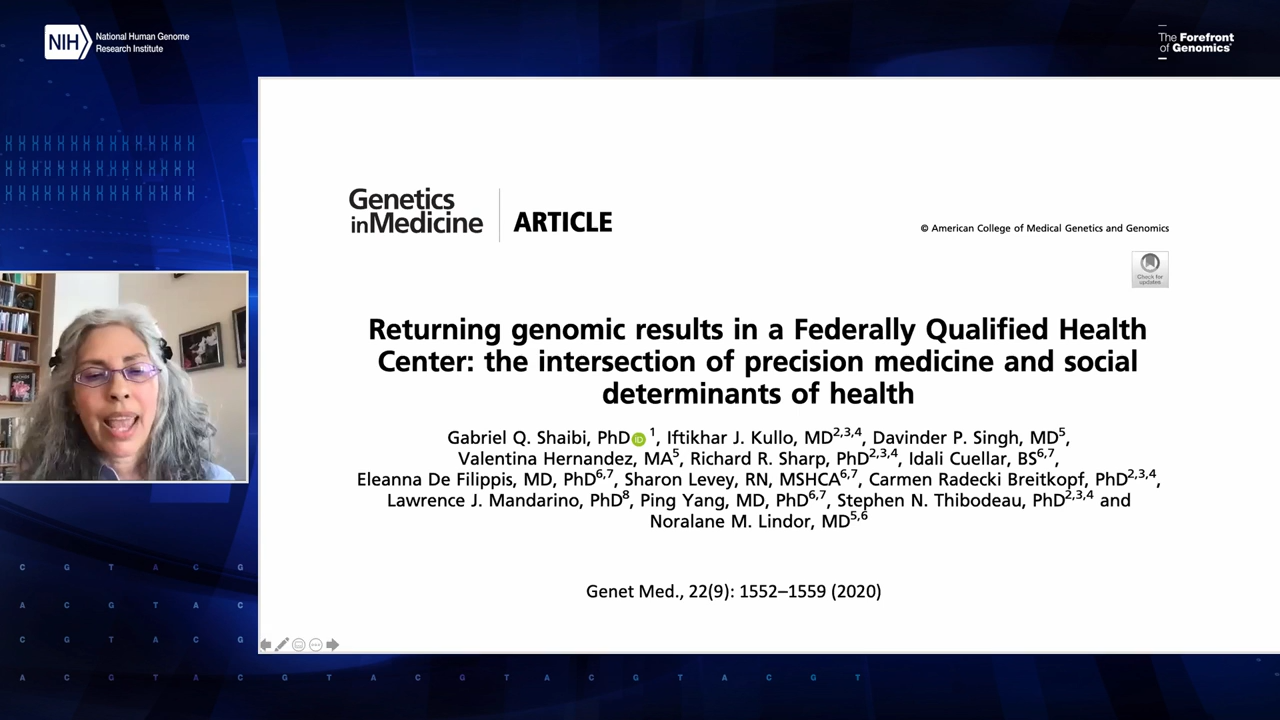 NIH
National Human Genome
Research Institute
The Forefront
of Genomics®
Genetics
inMedicine
ARTICLE
© American College of Medical Genetics and Genomics
Check for
updates
Returning genomic results in a Federally Qualified Health
Center: the intersection of precision medicine and social
determinants of health
Gabriel Q. Shaibi, PhD iD 1, Iftikhar J. Kullo, MD2,3,4, Davinder P. Singh, MD5,
Valentina Hernandez, MA5, Richard R. Sharp, PhD2,3,4, Idali Cuellar, BS6,7,
Eleanna De Filippis, MD, PhD6,7, Sharon Levey, RN, MSHCA6,7, Carmen Radecki Breitkopf, PhD2,3,4,
Lawrence J. Mandarino, PhD8, Ping Yang, MD, PhD6,7, Stephen N. Thibodeau, PhD2,3,4 and
Noralane M. Lindor, MD5,6
Genet Med., 22(9): 1552–1559 (2020)
C G T A C G
A C G T A C
C G T A C G
A C G T A C G T A C G T A C G T A C G T